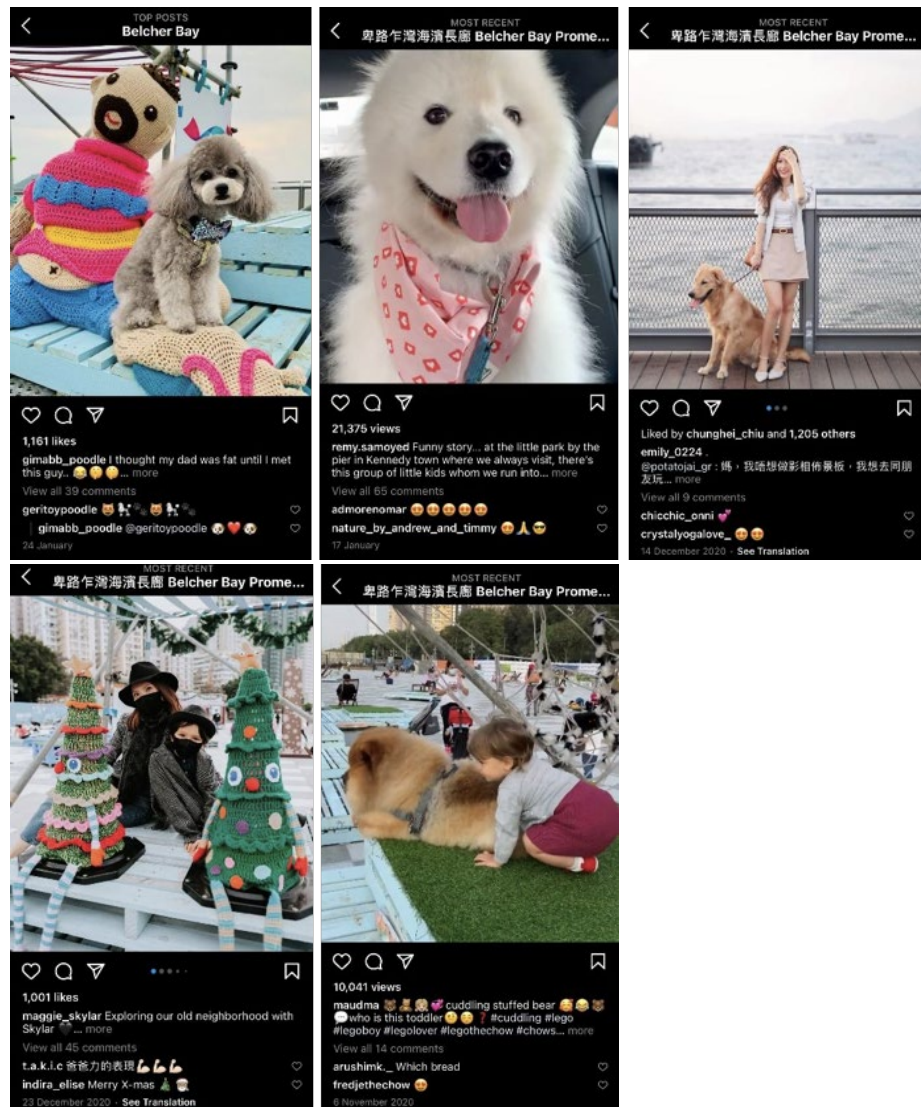 TOP POSTS
Belcher Bay
1,161 likes
gimabb_poodle I thought my dad was fat until I met
this guy.. 😂🤫🤫... more
View all 39 comments
geritoypoodle 😻🐩🐾😻🐩🐾
gimabb_poodle @geritoypoodle 🐶❤️🐶
24 January
MOST RECENT
卑路乍灣海濱長廊 Belcher Bay Prome...
21,375 views
remy.samoyed Funny story... at the little park by the
pier in Kennedy town where we always visit, there's
this group of little kids whom we run into... more
View all 65 comments
admorenomar 😍😍😍😍😍
nature_by_andrew_and_timmy 😍🙏😎
17 January
MOST RECENT
卑路乍灣海濱長廊 Belcher Bay Prome...
Liked by chunghei_chiu and 1,205 others
emily_0224 .
@potatojai_gr : 媽，我唔想做影相佈景板，我想去同朋
友玩... more
View all 9 comments
chicchic_onni 💕
crystalyogalove_ 😍😍
14 December 2020 · See Translation
MOST RECENT
卑路乍灣海濱長廊 Belcher Bay Prome...
1,001 likes
maggie_skylar Exploring our old neighborhood with
Skylar 🖤... more
View all 45 comments
t.a.k.i.c 爸爸力的表現💪🏻💪🏻💪🏻
indira_elise Merry X-mas 🎄🎅🏻
23 December 2020 · See Translation
MOST RECENT
卑路乍灣海濱長廊 Belcher Bay Prome...
10,041 views
maudma 🐻🧸👶🏼💞 cuddling stuffed bear 🥰😂🐻
💬who is this toddler🤨🧐❓ #cuddling #lego
#legoboy #legolover #legothechow #chows... more
View all 14 comments
arushimk._ Which bread
fredjethechow 😍
6 November 2020